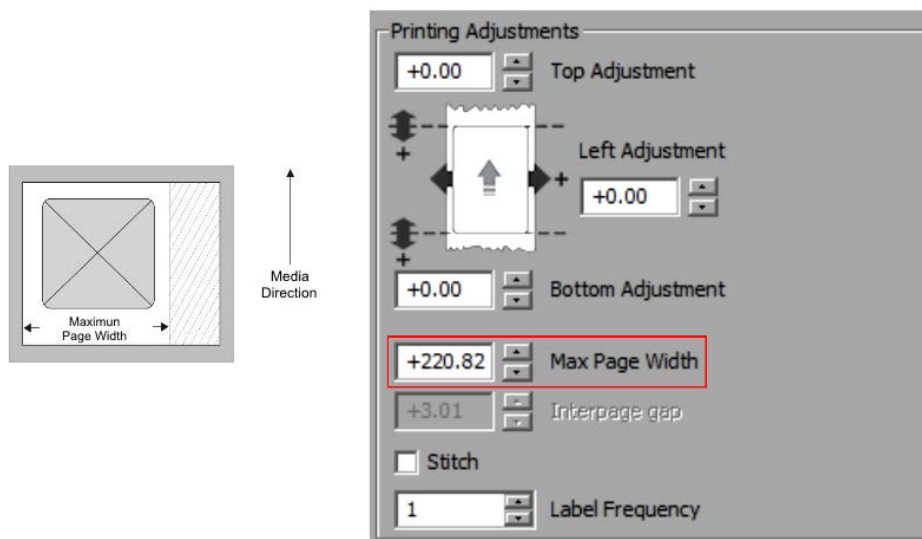 Maximun
Page Width
Media
Direction
Printing Adjustments
+0.00 Top Adjustment
+
+
Left Adjustment
+0.00
+
+0.00 Bottom Adjustment
+220.82 Max Page Width
+3.01 Interpage gap
Stitch
1 Label Frequency